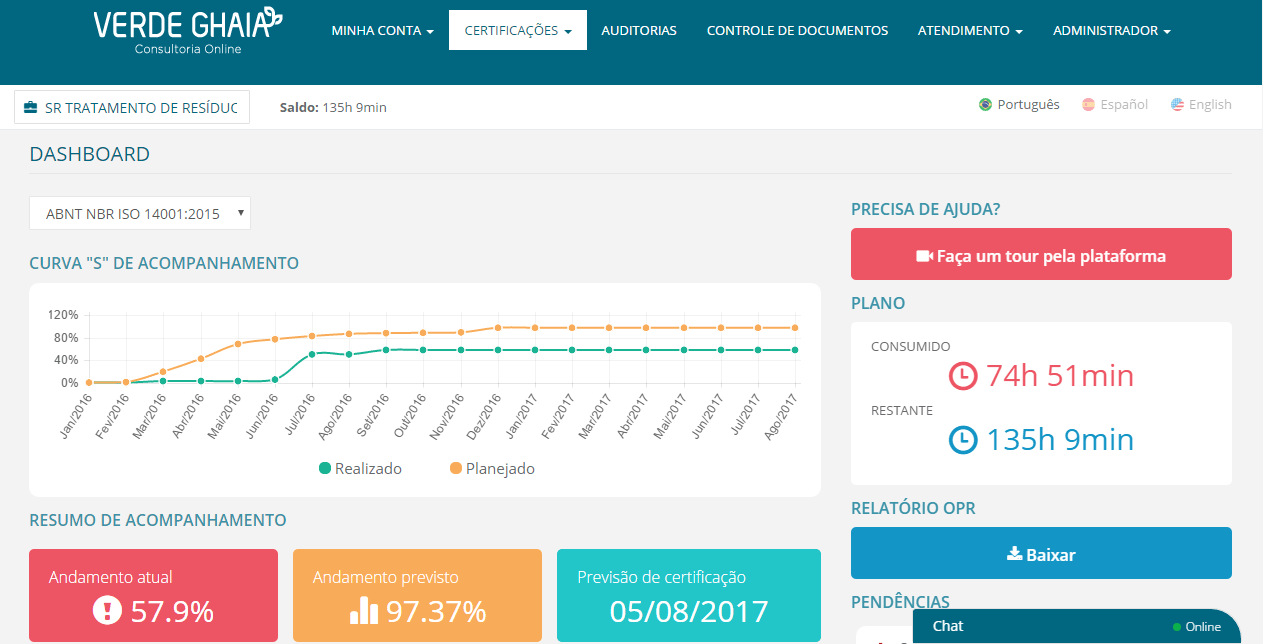 VERDE GHAIA
Consultoria Online
MINHA CONTA
CERTIFICAÇÕES
AUDITORIAS
CONTROLE DE DOCUMENTOS
ATENDIMENTO
ADMINISTRADOR
SR TRATAMENTO DE RESÍDUC
Saldo: 135h 9min
Português
Español
English
DASHBOARD
ABNT NBR ISO 14001:2015
CURVA "S" DE ACOMPANHAMENTO
120%
80%
40%
0%
Jan/2016
Fev/2016
Mar/2016
Abr/2016
Mai/2016
Jun/2016
Jul/2016
Ago/2016
Set/2016
Out/2016
Nov/2016
Dez/2016
Jan/2017
Fev/2017
Mar/2017
Abr/2017
Mai/2017
Jun/2017
Jul/2017
Ago/2017
Realizado
Planejado
RESUMO DE ACOMPANHAMENTO
Andamento atual
57.9%
Andamento previsto
97.37%
Previsão de certificação
05/08/2017
PRECISA DE AJUDA?
Faça um tour pela plataforma
PLANO
CONSUMIDO
74h 51min
RESTANTE
135h 9min
RELATÓRIO OPR
Baixar
PENDÊNCIAS
Chat
Online